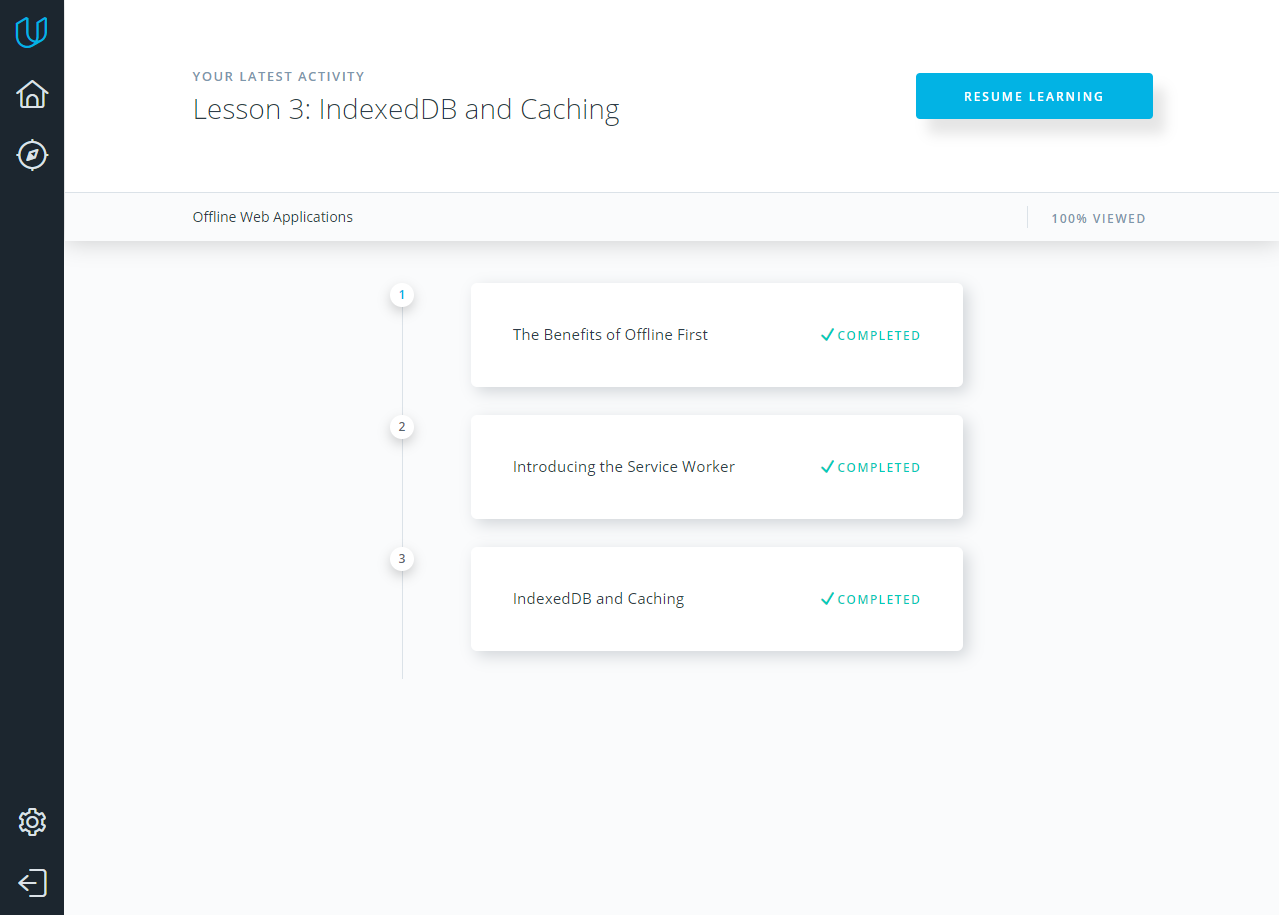 YOUR LATEST ACTIVITY
Lesson 3: IndexedDB and Caching
RESUME LEARNING
Offline Web Applications
100% VIEWED
1
The Benefits of Offline First
COMPLETED
2
Introducing the Service Worker
COMPLETED
3
IndexedDB and Caching
COMPLETED